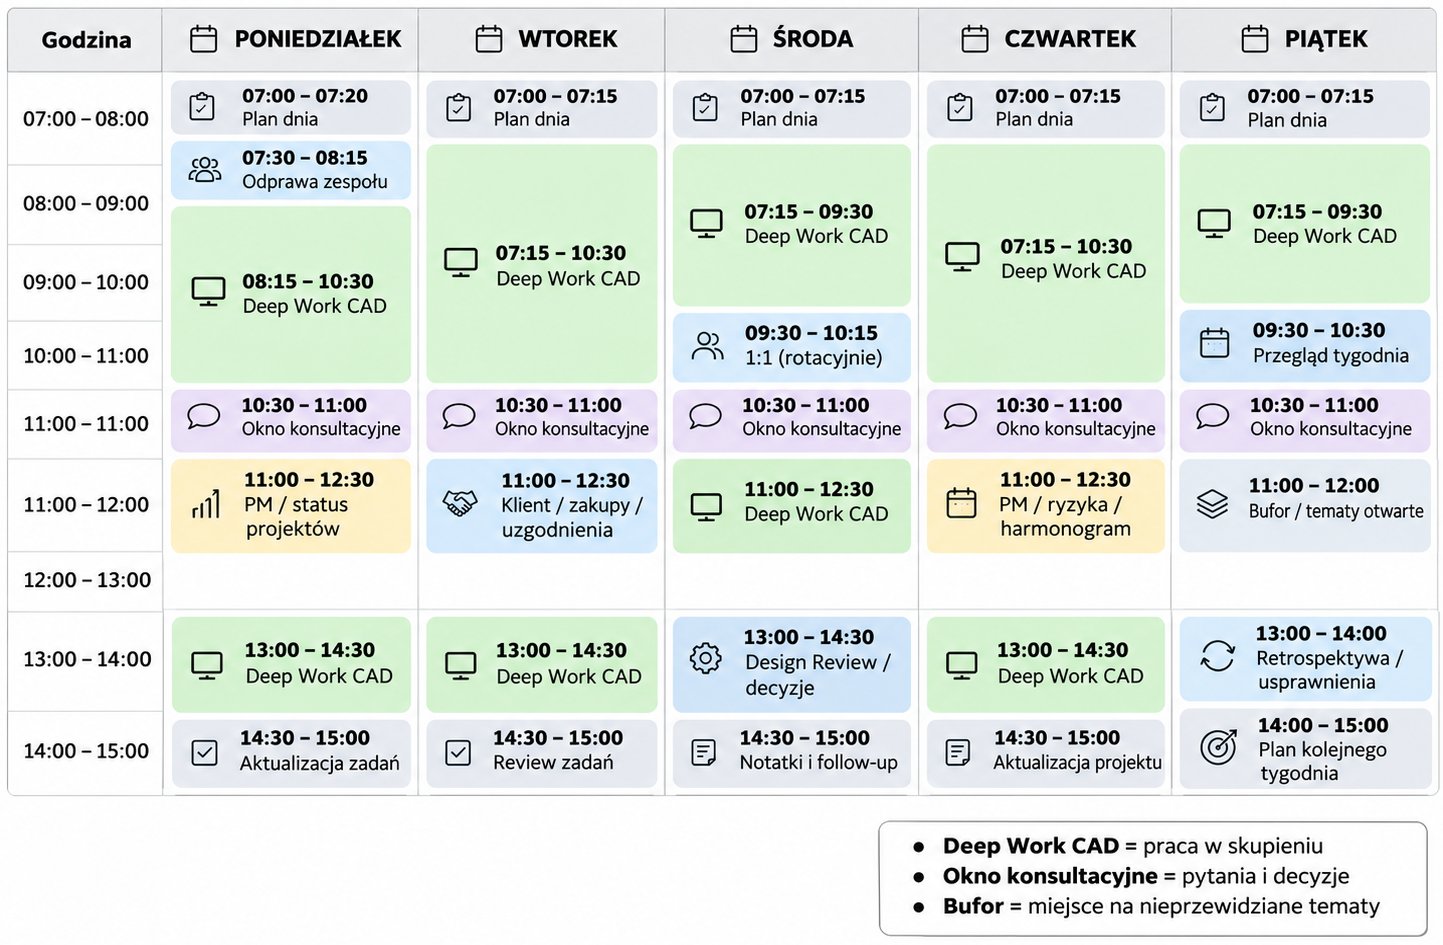 Godzina
PONIEDZIAŁEK
WTOREK
ŚRODA
CZWARTEK
PIĄTEK
07:00 – 08:00
07:00 – 07:20
Plan dnia
07:00 – 07:15
Plan dnia
07:00 – 07:15
Plan dnia
07:00 – 07:15
Plan dnia
07:00 – 07:15
Plan dnia
07:30 – 08:15
Odprawa zespołu
08:00 – 09:00
09:00 – 10:00
08:15 – 10:30
Deep Work CAD
07:15 – 10:30
Deep Work CAD
07:15 – 09:30
Deep Work CAD
07:15 – 10:30
Deep Work CAD
07:15 – 09:30
Deep Work CAD
10:00 – 11:00
09:30 – 10:15
1:1 (rotacyjnie)
09:30 – 10:30
Przegląd tygodnia
11:00 – 11:00
10:30 – 11:00
Okno konsultacyjne
10:30 – 11:00
Okno konsultacyjne
10:30 – 11:00
Okno konsultacyjne
10:30 – 11:00
Okno konsultacyjne
10:30 – 11:00
Okno konsultacyjne
11:00 – 12:00
11:00 – 12:30
PM / status
projektów
11:00 – 12:30
Klient / zakupy /
uzgodnienia
11:00 – 12:30
Deep Work CAD
11:00 – 12:30
PM / ryzyka /
harmonogram
11:00 – 12:00
Bufor / tematy otwarte
12:00 – 13:00
13:00 – 14:00
13:00 – 14:30
Deep Work CAD
13:00 – 14:30
Deep Work CAD
13:00 – 14:30
Design Review /
decyzje
13:00 – 14:30
Deep Work CAD
13:00 – 14:00
Retrospektywa /
usprawnienia
14:00 – 15:00
14:30 – 15:00
Aktualizacja zadań
14:30 – 15:00
Review zadań
14:30 – 15:00
Notatki i follow-up
14:30 – 15:00
Aktualizacja projektu
14:00 – 15:00
Plan kolejnego
tygodnia
● Deep Work CAD = praca w skupieniu
● Okno konsultacyjne = pytania i decyzje
● Bufor = miejsce na nieprzewidziane tematy